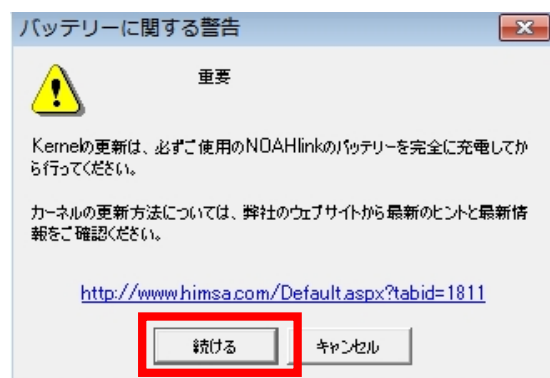 バッテリーに関する警告
重要
Kernelの更新は、必ずご使用のNOAHlinkのバッテリーを完全に充電してか
ら行ってください。
カーネルの更新方法については、弊社のウェブサイトから最新のヒントと最新情
報をご確認ください。
http://www.himsa.com/Default.aspx?tabid=1811
続ける
キャンセル